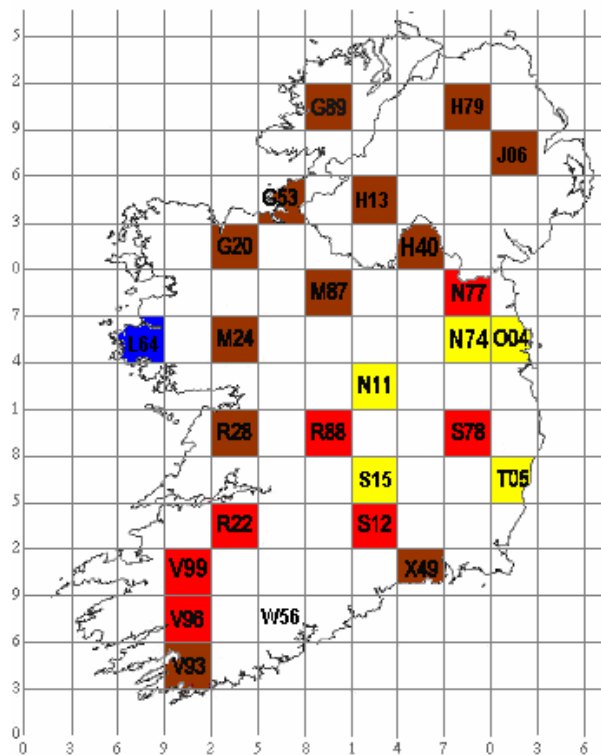 5
2
G89 H79
9
J06
6
G53 H13
3
G20 H40
0
M87 N77
7
L64 M24 N74 O04
4
N11
1
R28 R88 S78
8
S15 T05
5
R22 S12
2
V99 X49
9
V96 W56
6
V93
3
0
0 3 6 9 2 5 8 1 4 7 0 3 6